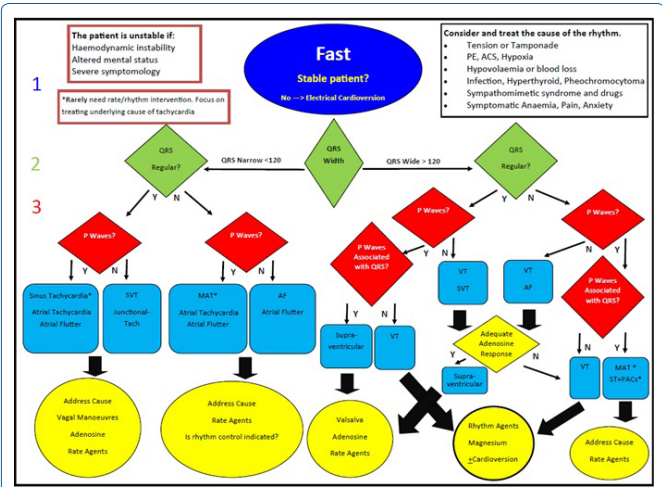 The patient is unstable if:
Haemodynamic instability
Altered mental status
Severe symptomology
*Rarely need rate/rhythm intervention. Focus on
treating underlying cause of tachycardia
Fast
Stable patient?
No ---> Electrical Cardioversion
Consider and treat the cause of the rhythm.
• Tension or Tamponade
• PE, ACS, Hypoxia
• Hypovolaemia or blood loss
• Infection, Hyperthyroid, Pheochromocytoma
• Sympathomimetic syndrome and drugs
• Symptomatic Anaemia, Pain, Anxiety
1
2
QRS
Regular?
QRS Narrow <120
QRS
Width
QRS Wide > 120
QRS
Regular?
Y
N
Y
N
3
P Waves?
P Waves?
P Waves?
P Waves?
Y
N
Y
N
Y
N
N
Y
P Waves
Associated
with QRS?
P Waves
Associated
with QRS?
Sinus Tachycardia*
Atrial Tachycardia
Atrial Flutter
SVT
Junctional-
Tach
MAT*
Atrial Tachycardia
Atrial Flutter
AF
Atrial Flutter
VT
SVT
VT
AF
Y
N
N
Y
Supra-
ventricular
VT
Adequate
Adenosine
Response
Y
N
Supra-
ventricular
VT
MAT *
ST+PACs*
Address Cause
Vagal Manoeuvres
Adenosine
Rate Agents
Address Cause
Rate Agents
Is rhythm control indicated?
Valsalva
Adenosine
Rate Agents
Rhythm Agents
Magnesium
+Cardioversion
Address Cause
Rate Agents